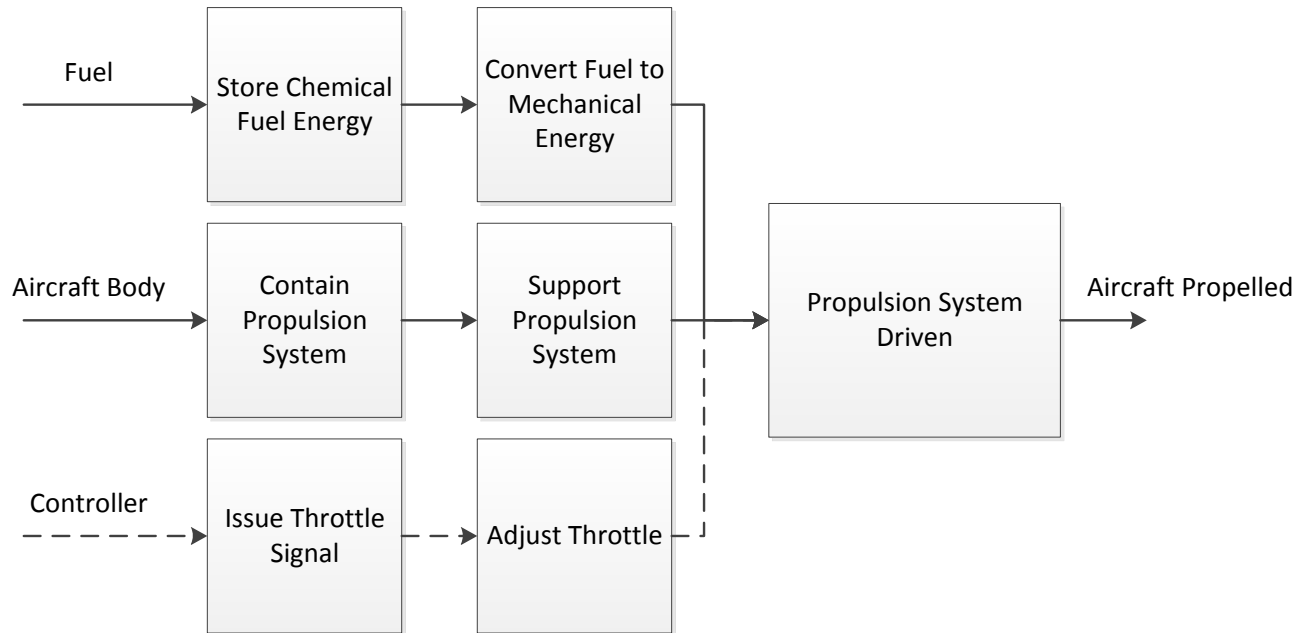 Fuel
Store Chemical
Fuel Energy
Convert Fuel to
Mechanical
Energy
Aircraft Body
Contain
Propulsion
System
Support
Propulsion
System
Propulsion System
Driven
Aircraft Propelled
Controller
Issue Throttle
Signal
Adjust Throttle